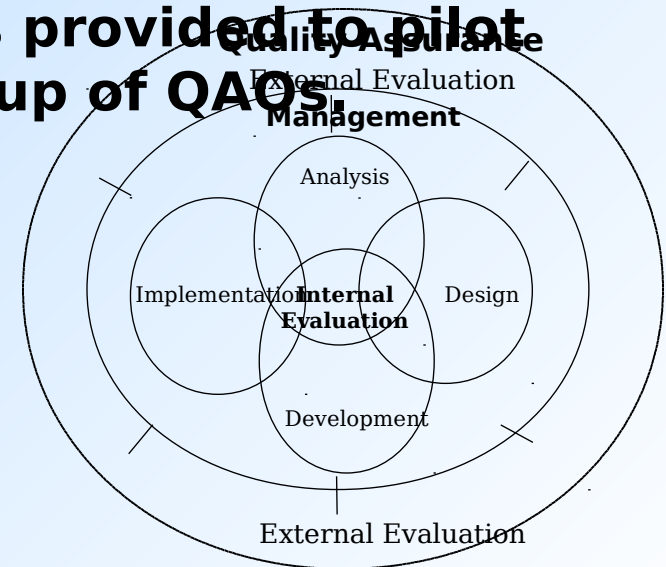 s provided to pilot
Quality Assurance
External Evaluation
up of QAOs.
Management
Analysis
Implementation
Internal
Evaluation
Design
Development
External Evaluation